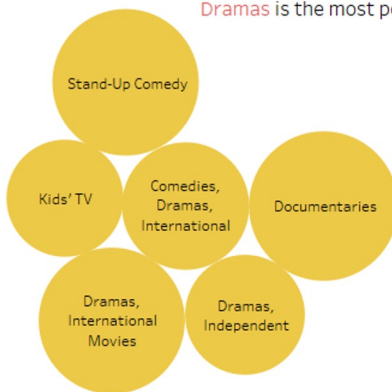 Dramas is the most
Stand-Up Comedy
Kids' TV
Comedies,
Dramas,
International
Documentaries
Dramas,
International
Movies
Dramas,
Independent